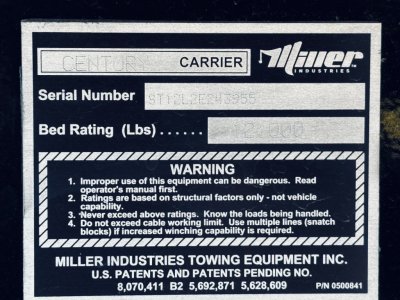 CENTURY CARRIER Miller
INDUSTRIES
Serial Number
Bed Rating (Lbs) ...... 12,000
WARNING
1. Improper use of this equipment can be dangerous. Read
operator's manual first.
2. Ratings are based on structural factors only - not vehicle
capability.
3. Never exceed above ratings. Know the loads being handled.
4. Do not exceed cable working limit. Use multiple lines (snatch
blocks) if increased winching capability is required.
MILLER INDUSTRIES TOWING EQUIPMENT INC.
U.S. PATENTS AND PATENTS PENDING NO.
8,070,411 B2 5,692,871 5,628,609
P/N 0500841